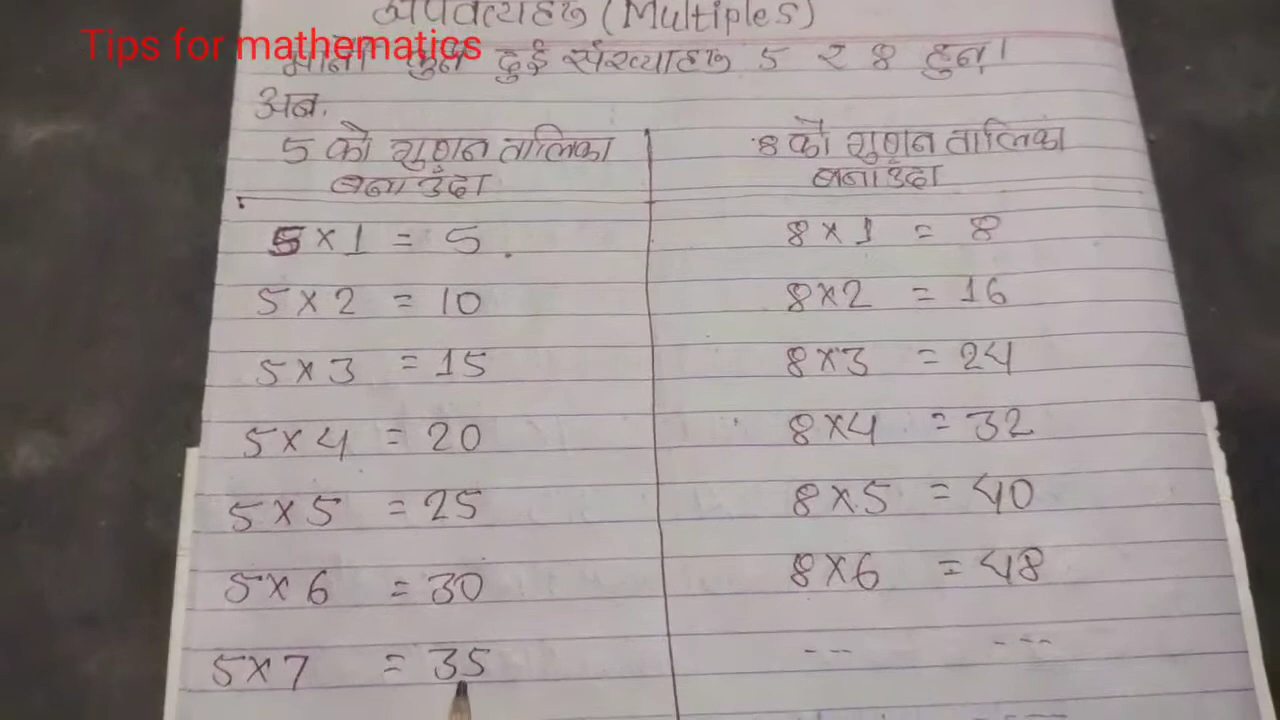 अपवर्त्यहरू (Multiples)
Tips for mathematics
मानौ कुनै दुई संख्याहरू 5 र 8 हुन्।
अब,
5 को गुणन तालिका
बनाउँदा
5 × 1 = 5
5 × 2 = 10
5 × 3 = 15
5 × 4 = 20
5 × 5 = 25
5 × 6 = 30
5 × 7 = 35
8 को गुणन तालिका
बनाउँदा
8 × 1 = 8
8 × 2 = 16
8 × 3 = 24
8 × 4 = 32
8 × 5 = 40
8 × 6 = 48
-- ---